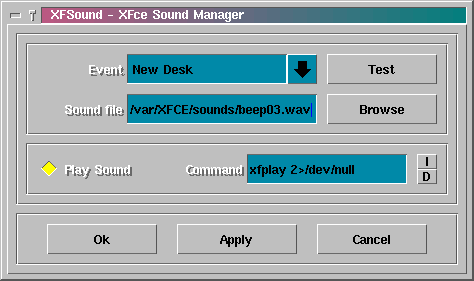 XFSound - XFce Sound Manager
Event New Desk Test
Sound file /var/XFCE/sounds/beep03.wav Browse
Play Sound Command xfplay 2>/dev/null I
D
Ok Apply Cancel